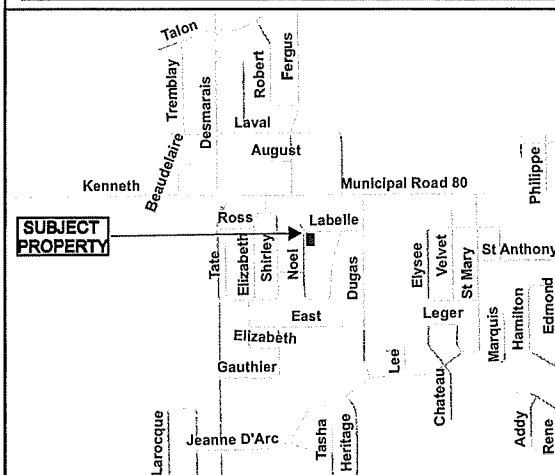 Talon
Tremblay
Desmarais
Robert
Fergus
Laval
August
Beaudelaire
Kenneth
Municipal Road 80
Philippe
SUBJECT
PROPERTY
Ross
Labelle
Tate
Elizabeth
Shirley
Noel
Dugas
Elysee
Velvet
St Mary
St Anthony
East
Leger
Marquis
Hamilton
Edmond
Elizabeth
Gauthier
Lee
Chateau
Larocque
Jeanne D'Arc
Tasha
Heritage
Addy
Rene